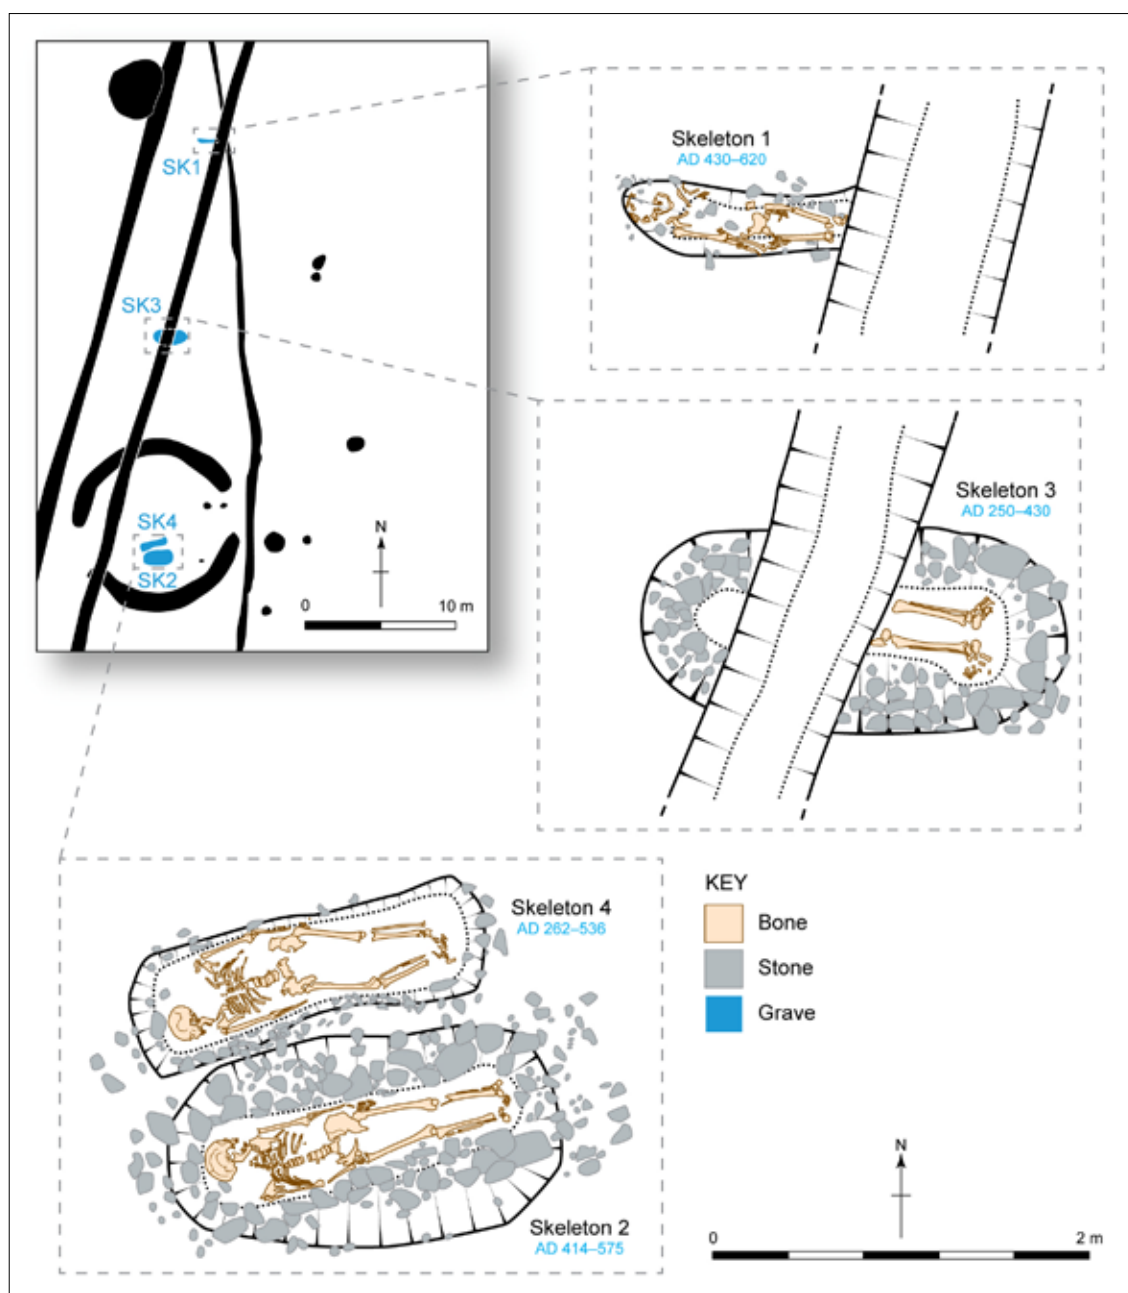 SK1
SK3
SK4
SK2
N
0 10 m
Skeleton 1
AD 430–620
Skeleton 3
AD 250–430
Skeleton 4
AD 262–536
Skeleton 2
AD 414–575
KEY
Bone
Stone
Grave
N
0 2 m